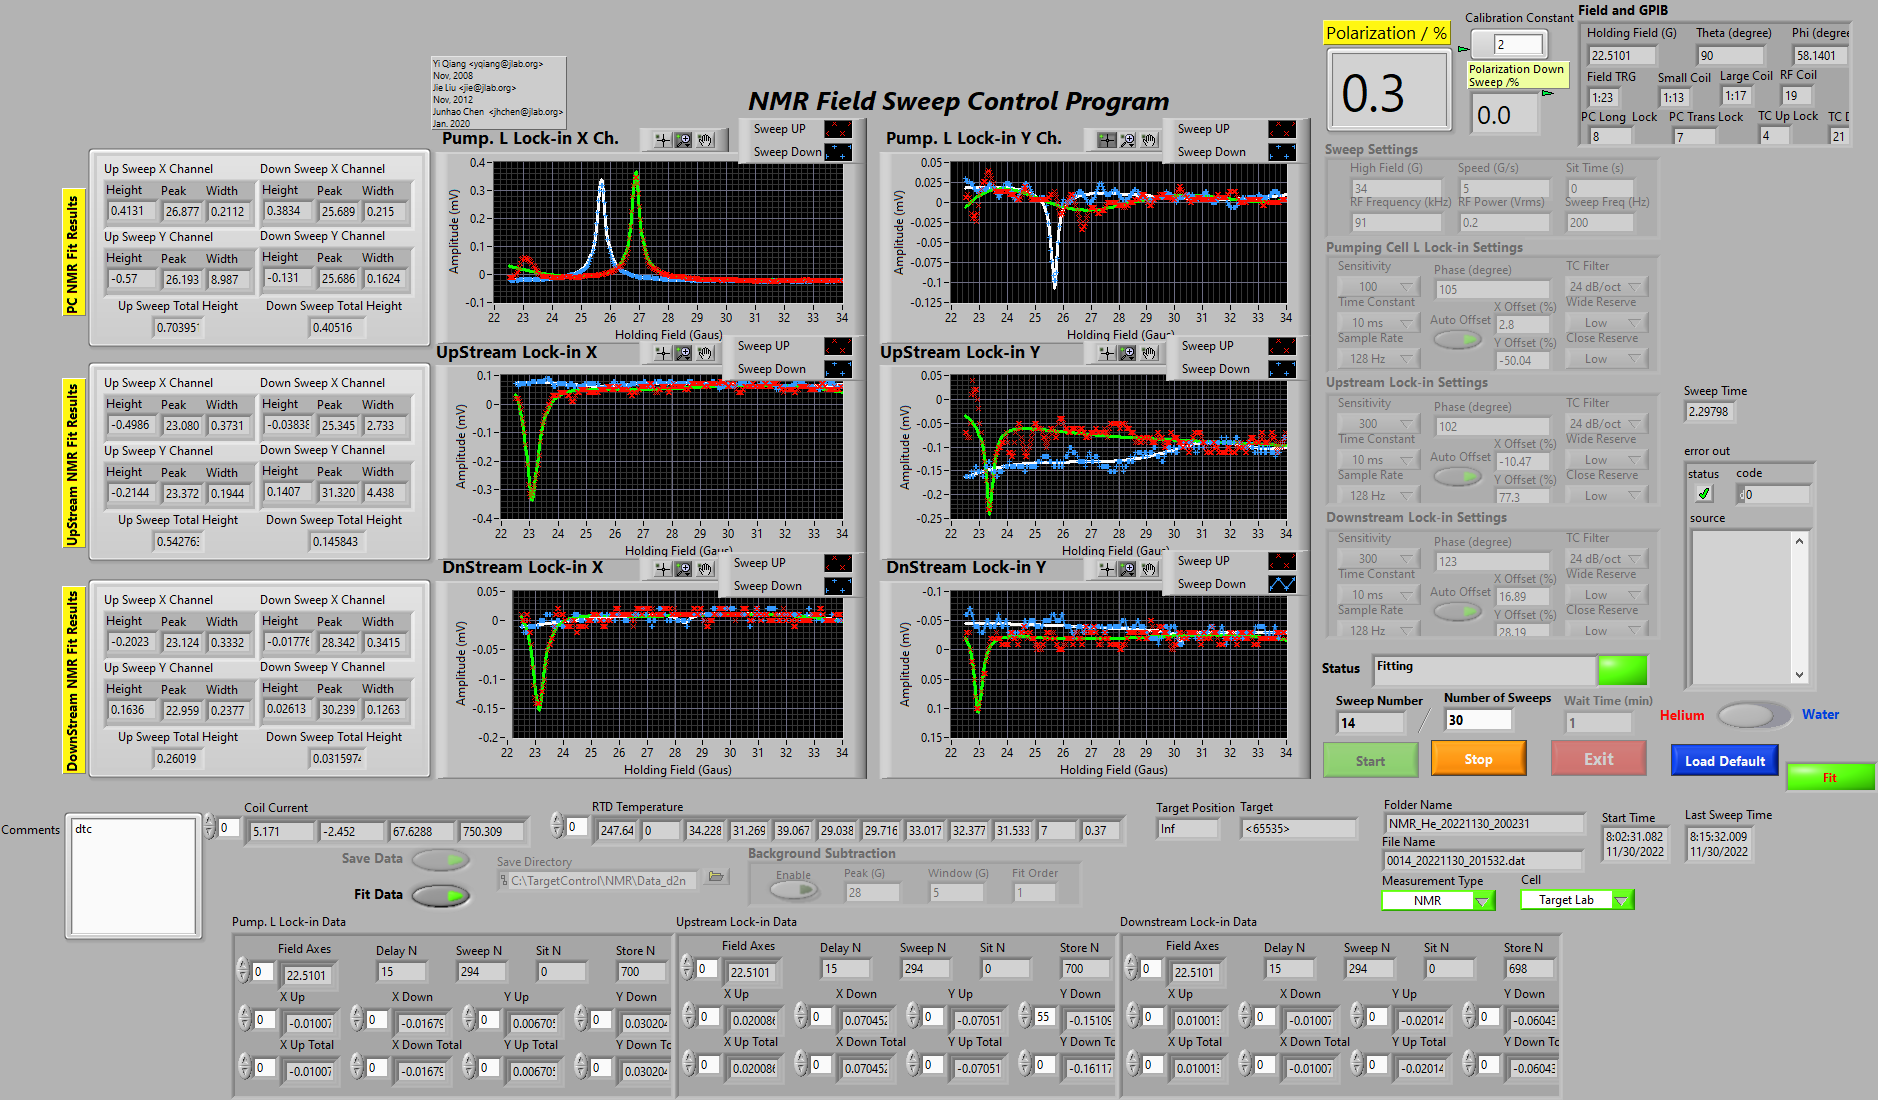 NMR Field Sweep Control Program
Yi Qiang <yqiang@jlab.org>
Nov, 2008
Jie Liu <jie@jlab.org>
Nov, 2012
Junhao Chen <jhchen@jlab.org>
Jan. 2020
Polarization / %
0.3
Calibration Constant
2
Polarization Down
Sweep /%
0.0
Field and GPIB
Holding Field (G) Theta (degree) Phi (degree
22.5101 90 58.1401
Field TRG Small Coil Large Coil RF Coil
1:23 1:13 1:17 19
PC Long Lock PC Trans Lock TC Up Lock TC D
8 7 4 21
PC NMR Fit Results
Up Sweep X Channel Down Sweep X Channel
Height Peak Width Height Peak Width
0.4131 26.877 0.2112 0.3834 25.689 0.215
Up Sweep Y Channel Down Sweep Y Channel
Height Peak Width Height Peak Width
-0.57 26.193 8.987 -0.131 25.686 0.1624
Up Sweep Total Height Down Sweep Total Height
0.70395 0.40516
Pump. L Lock-in X Ch.
Sweep UP
Sweep Down
Amplitude (mV)
0.4
0.3
0.2
0.1
0
-0.1
22 23 24 25 26 27 28 29 30 31 32 33 34
Holding Field (Gaus)
Pump. L Lock-in Y Ch.
Sweep UP
Sweep Down
Amplitude (mV)
0.05
0.025
0
-0.025
-0.05
-0.075
-0.1
-0.125
22 23 24 25 26 27 28 29 30 31 32 33 34
Holding Field (Gaus)
UpStream NMR Fit Results
Up Sweep X Channel Down Sweep X Channel
Height Peak Width Height Peak Width
-0.4986 23.080 0.3731 -0.03838 25.345 2.733
Up Sweep Y Channel Down Sweep Y Channel
Height Peak Width Height Peak Width
-0.2144 23.372 0.1944 0.1407 31.320 4.438
Up Sweep Total Height Down Sweep Total Height
0.54276 0.145843
UpStream Lock-in X
Sweep UP
Sweep Down
Amplitude (mV)
0.1
0
-0.1
-0.2
-0.3
-0.4
22 23 24 25 26 27 28 29 30 31 32 33 34
Holding Field (Gaus)
UpStream Lock-in Y
Sweep UP
Sweep Down
Amplitude (mV)
0.05
0
-0.05
-0.1
-0.15
-0.2
-0.25
22 23 24 25 26 27 28 29 30 31 32 33 34
Holding Field (Gaus)
DownStream NMR Fit Results
Up Sweep X Channel Down Sweep X Channel
Height Peak Width Height Peak Width
-0.2023 23.124 0.3332 -0.01776 28.342 0.3415
Up Sweep Y Channel Down Sweep Y Channel
Height Peak Width Height Peak Width
0.1636 22.959 0.2377 0.02613 30.239 0.1263
Up Sweep Total Height Down Sweep Total Height
0.26019 0.0315974
DnStream Lock-in X
Sweep UP
Sweep Down
Amplitude (mV)
0.05
0
-0.05
-0.1
-0.15
-0.2
22 23 24 25 26 27 28 29 30 31 32 33 34
Holding Field (Gaus)
DnStream Lock-in Y
Sweep UP
Sweep Down
Amplitude (mV)
-0.1
-0.05
0
0.05
0.1
0.15
22 23 24 25 26 27 28 29 30 31 32 33 34
Holding Field (Gaus)
Sweep Settings
High Field (G) Speed (G/s) Sit Time (s)
34 5 0
RF Frequency (kHz) RF Power (Vrms) Sweep Freq (Hz)
91 0.2 200
Pumping Cell L Lock-in Settings
Sensitivity Phase (degree) TC Filter
100 105 24 dB/oct
Time Constant X Offset (%) Wide Reserve
10 ms Auto Offset 2.8 Low
Sample Rate Y Offset (%) Close Reserve
128 Hz -50.04 Low
Upstream Lock-in Settings
Sensitivity Phase (degree) TC Filter
300 102 24 dB/oct
Time Constant X Offset (%) Wide Reserve
10 ms Auto Offset -10.47 Low
Sample Rate Y Offset (%) Close Reserve
128 Hz 77.3 Low
Downstream Lock-in Settings
Sensitivity Phase (degree) TC Filter
300 123 24 dB/oct
Time Constant X Offset (%) Wide Reserve
10 ms Auto Offset 16.89 Low
Sample Rate Y Offset (%) Close Reserve
128 Hz 28.19 Low
Sweep Time
2.29798
error out
status code
0
source
Status Fitting
Sweep Number Number of Sweeps Wait Time (min)
14 / 30 1
Helium Water
Start Stop Exit Load Default Fit
Comments
dtc
Coil Current
0 5.171 -2.452 67.6288 750.309
RTD Temperature
0 247.64 0 34.228 31.269 39.067 29.038 29.716 33.017 32.377 31.533 7 0.37
Target Position Target
Inf <65535>
Folder Name
NMR_He_20221130_200231
File Name
0014_20221130_201532.dat
Start Time
8:02:31.082
11/30/2022
Last Sweep Time
8:15:32.009
11/30/2022
Measurement Type Cell
NMR Target Lab
Save Data
Fit Data
Save Directory
C:\TargetControl\NMR\Data_d2n
Background Subtraction
Enable Peak (G) Window (G) Fit Order
28 5 1
Pump. L Lock-in Data
Field Axes Delay N Sweep N Sit N Store N
0 22.5101 15 294 0 700
X Up X Down Y Up Y Down
0 -0.01007 0 -0.01679 0 0.006705 0 0.030204
X Up Total X Down Total Y Up Total Y Down To
0 -0.01007 0 -0.01679 0 0.006705 0 0.030204
Upstream Lock-in Data
Field Axes Delay N Sweep N Sit N Store N
0 22.5101 15 294 0 700
X Up X Down Y Up Y Down
0 0.020086 0 0.070452 0 -0.07051 55 -0.15109
X Up Total X Down Total Y Up Total Y Down To
0 0.020086 0 0.070452 0 -0.07051 0 -0.16117
Downstream Lock-in Data
Field Axes Delay N Sweep N Sit N Store N
0 22.5101 15 294 0 698
X Up X Down Y Up Y Down
0 0.010013 0 -0.01007 0 -0.02014 0 -0.06043
X Up Total X Down Total Y Up Total Y Down To
0 0.010013 0 -0.01007 0 -0.02014 0 -0.06043